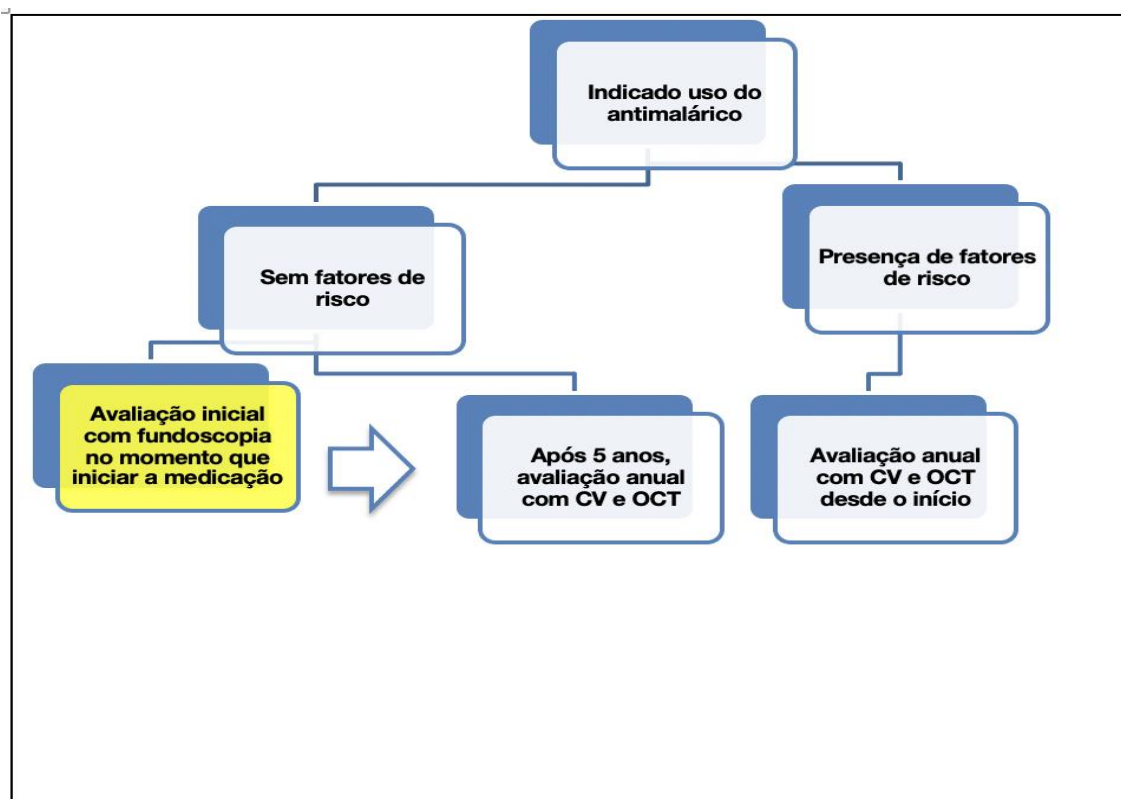 Indicado uso do
antimalárico
Sem fatores de
risco
Presença de fatores
de risco
Avaliação inicial
com fundoscopia
no momento que
iniciar a medicação
Após 5 anos,
avaliação anual
com CV e OCT
Avaliação anual
com CV e OCT
desde o início